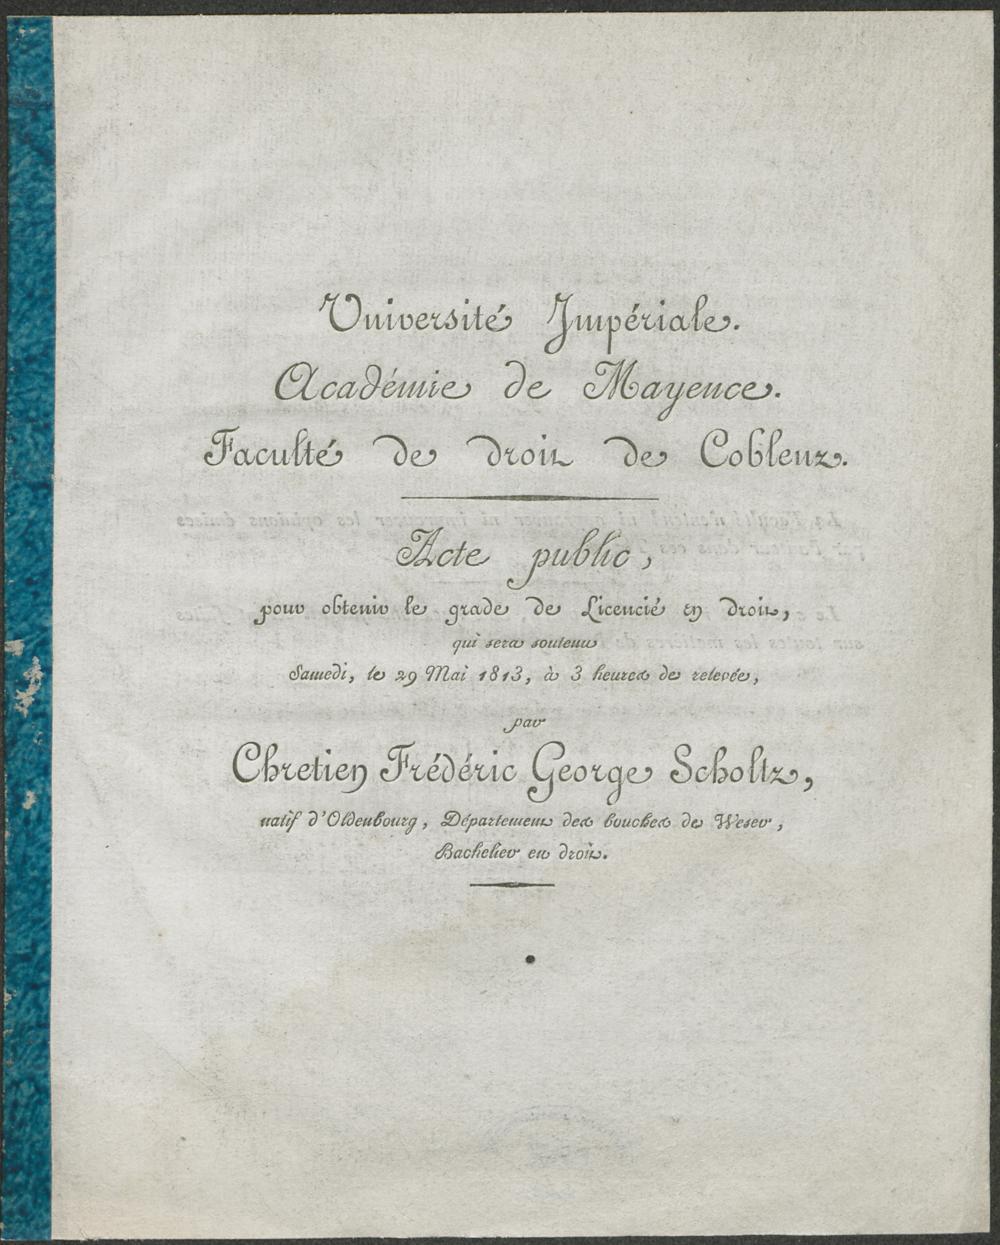 Université Impériale.
Académie de Mayence.
Faculté de droit de Coblenz.
Acte public,
pour obtenir le grade de Licencié en droit,
qui sera soutenu
Samedi, le 29 Mai 1813, à 3 heures de relevée,
par
Chretien Frédéric George Scholtz,
natif d'Oldenbourg, Département des bouches de Weser,
Bachelier en droit.